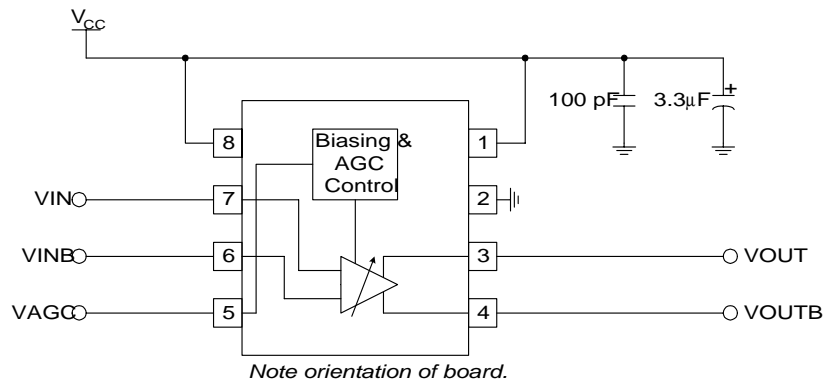 VCC
100 pF
3.3µF
+
8
Biasing &
AGC
Control
1
VIN
7
2
VINB
6
3
VOUT
VAGC
5
4
VOUTB
Note orientation of board.